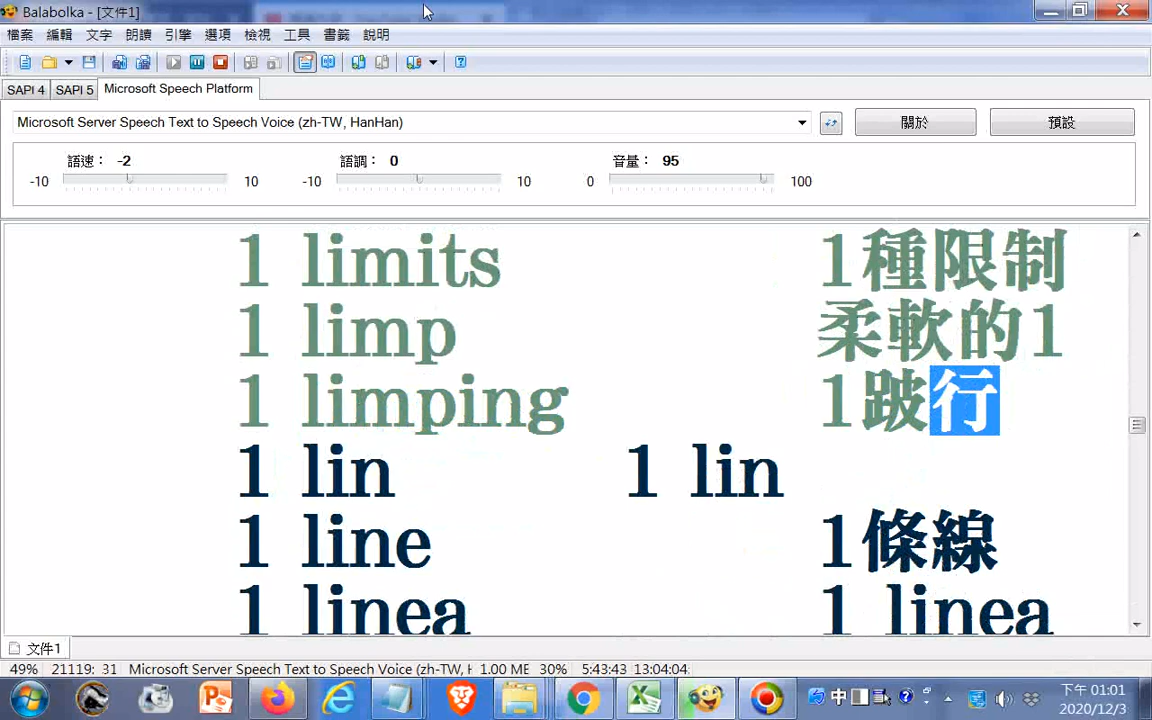 Balabolka - [文件1]
檔案 編輯 文字 朗讀 引擎 選項 檢視 工具 書籤 說明
SAPI 4 SAPI 5 Microsoft Speech Platform
Microsoft Server Speech Text to Speech Voice (zh-TW, HanHan) 關於 預設
語速： -2 語調： 0 音量： 95
-10 10 -10 10 0 100
1 limits 1種限制
1 limp 柔軟的1
1 limping 1跛行
1 lin 1 lin
1 line 1條線
1 linea 1 linea
文件1
49% 21119: 31 Microsoft Server Speech Text to Speech Voice (zh-TW, H 1.00 ME 30% 5:43:43 13:04:04
中 下午 01:01
2020/12/3